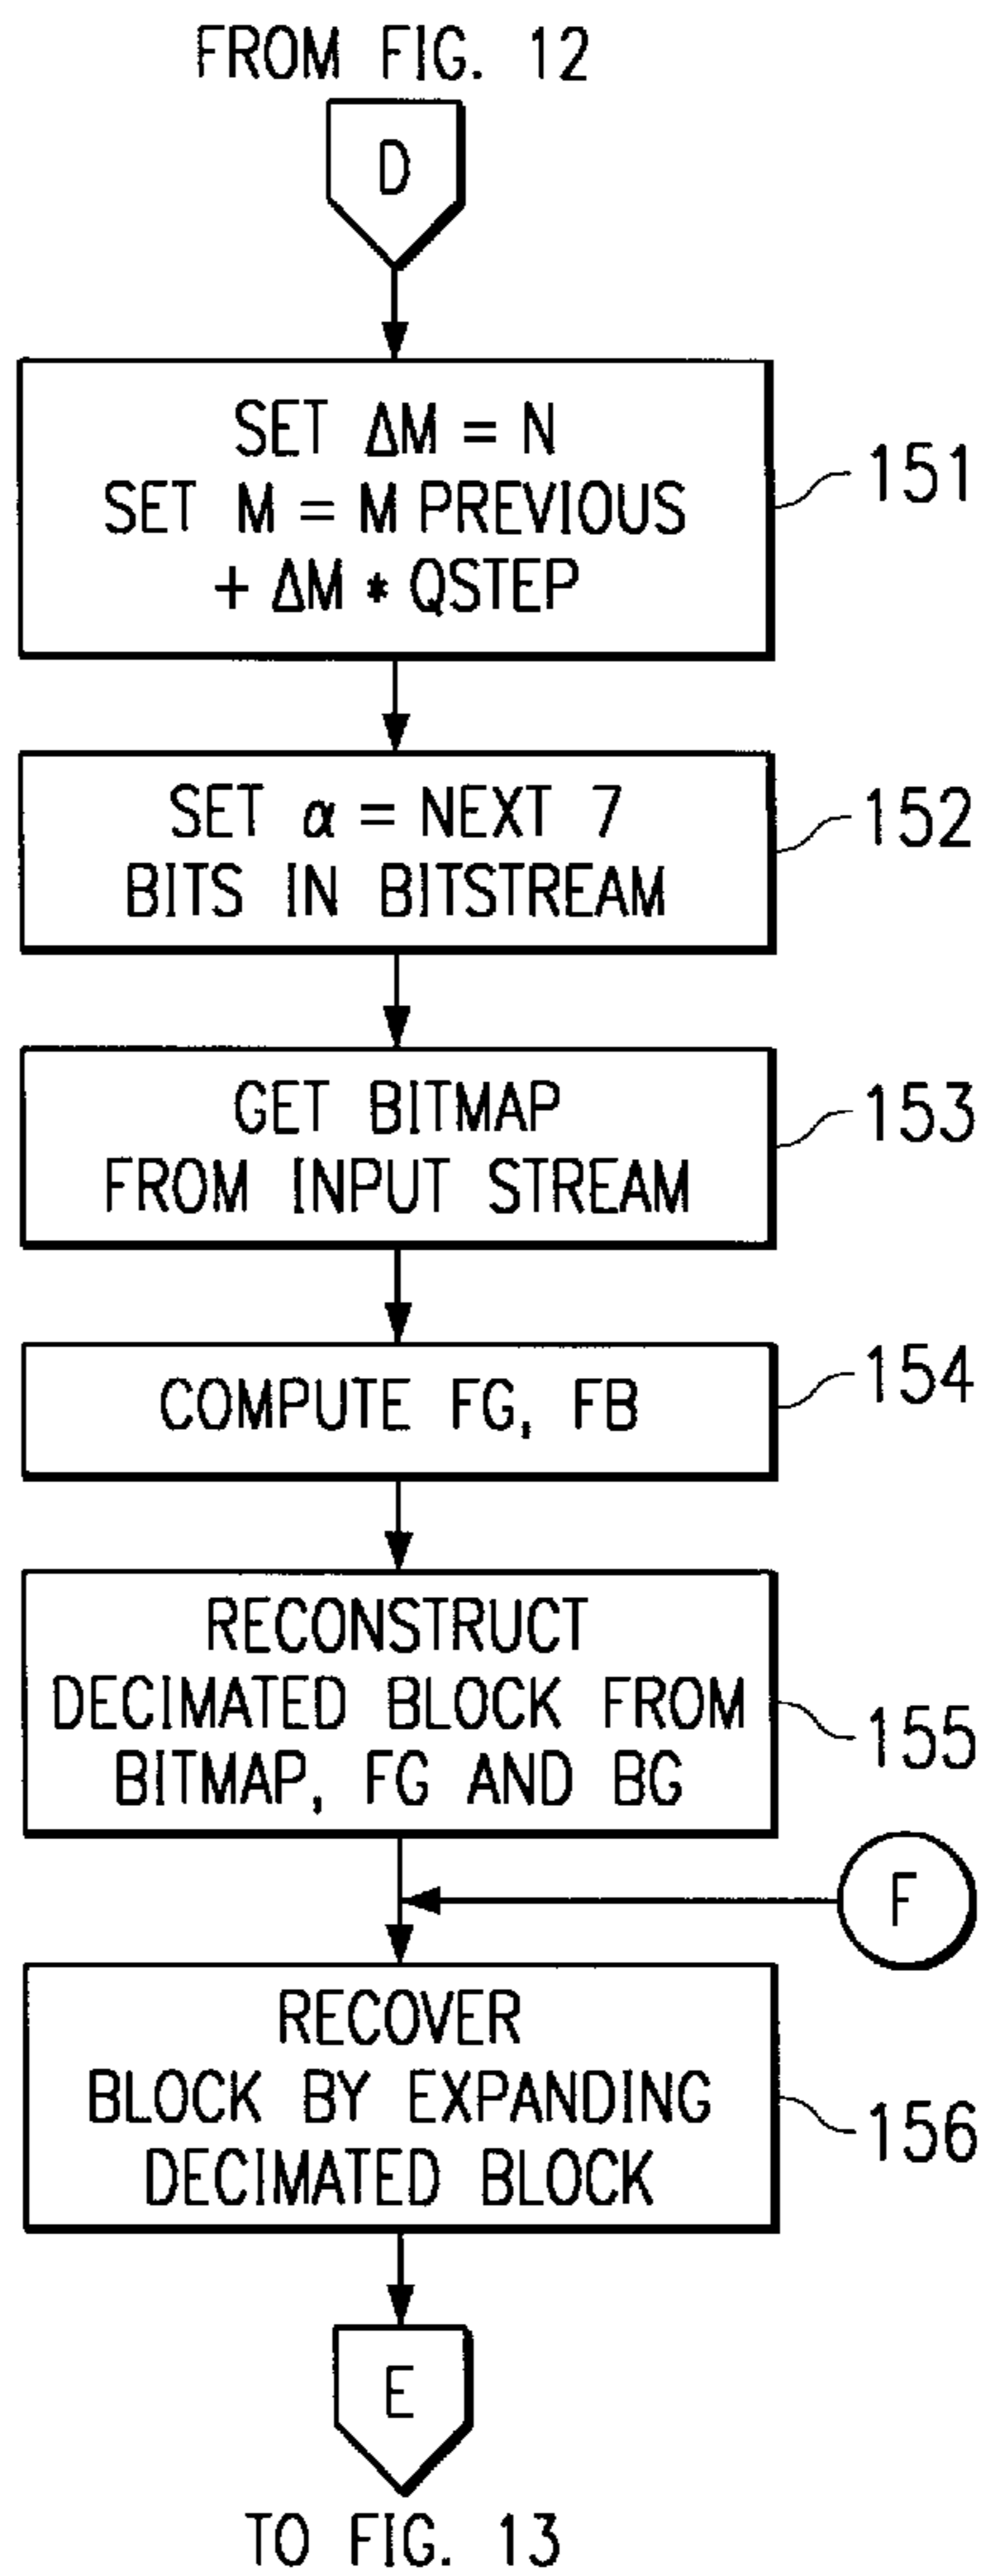 FROM FIG. 12
D
SET ΔM = N
SET M = M PREVIOUS
+ ΔM * QSTEP
151
SET α = NEXT 7
BITS IN BITSTREAM
152
GET BITMAP
FROM INPUT STREAM
153
COMPUTE FG, FB
154
RECONSTRUCT
DECIMATED BLOCK FROM
BITMAP, FG AND BG
155
F
RECOVER
BLOCK BY EXPANDING
DECIMATED BLOCK
156
E
TO FIG. 13